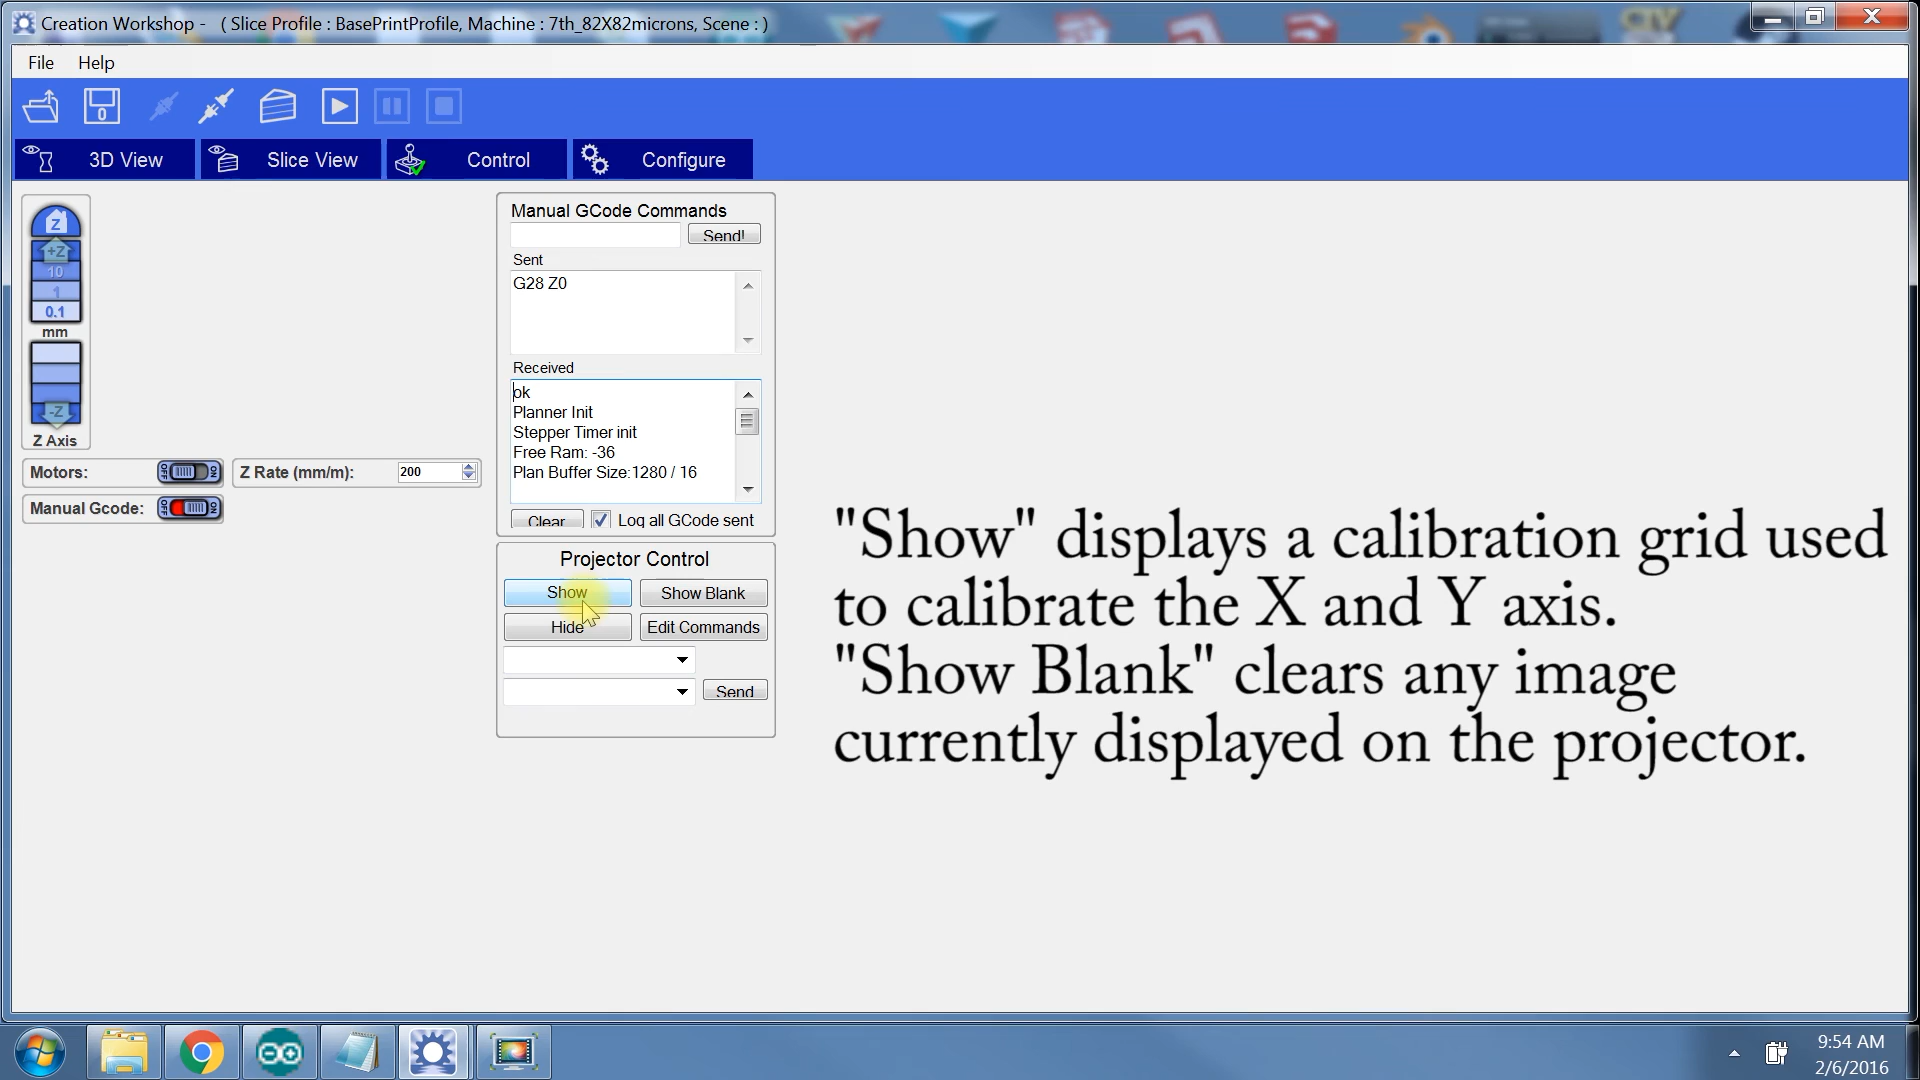 Creation Workshop - ( Slice Profile : BasePrintProfile, Machine : 7th_82X82microns, Scene : )
File Help
3D View Slice View Control Configure
Z
+Z
10
1
0.1
mm
-Z
Z Axis
Motors: OFF ON Z Rate (mm/m): 200
Manual Gcode: OFF ON
Manual GCode Commands
Send!
Sent
G28 Z0
Received
ok
Planner Init
Stepper Timer init
Free Ram: -36
Plan Buffer Size:1280 / 16
Clear Log all GCode sent
Projector Control
Show Show Blank
Hide Edit Commands
Send
"Show" displays a calibration grid used
to calibrate the X and Y axis.
"Show Blank" clears any image
currently displayed on the projector.
9:54 AM
2/6/2016